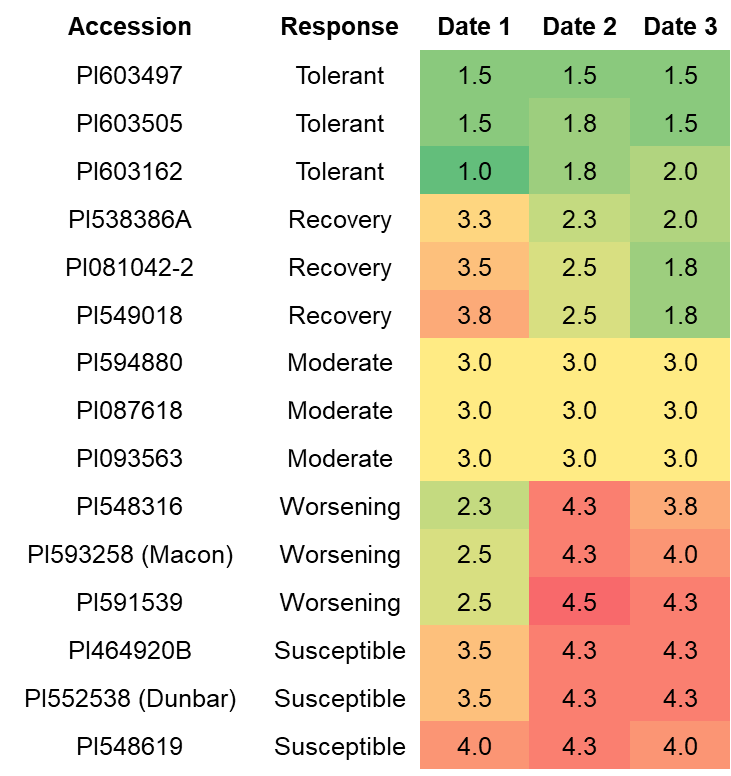 Accession Response Date 1 Date 2 Date 3
PI603497 Tolerant 1.5 1.5 1.5
PI603505 Tolerant 1.5 1.8 1.5
PI603162 Tolerant 1.0 1.8 2.0
PI538386A Recovery 3.3 2.3 2.0
PI081042-2 Recovery 3.5 2.5 1.8
PI549018 Recovery 3.8 2.5 1.8
PI594880 Moderate 3.0 3.0 3.0
PI087618 Moderate 3.0 3.0 3.0
PI093563 Moderate 3.0 3.0 3.0
PI548316 Worsening 2.3 4.3 3.8
PI593258 (Macon) Worsening 2.5 4.3 4.0
PI591539 Worsening 2.5 4.5 4.3
PI464920B Susceptible 3.5 4.3 4.3
PI552538 (Dunbar) Susceptible 3.5 4.3 4.3
PI548619 Susceptible 4.0 4.3 4.0